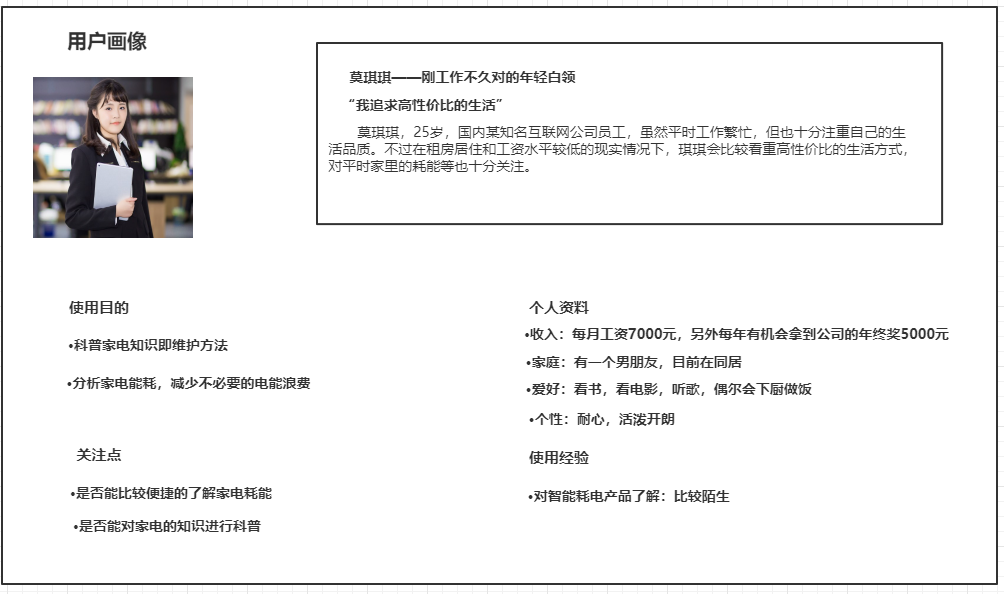 用户画像
莫琪琪——刚工作不久对的年轻白领
“我追求高性价比的生活”
莫琪琪，25岁，国内某知名互联网公司员工，虽然平时工作繁忙，但也十分注重自己的生
活品质。不过在租房居住和工资水平较低的现实情况下，琪琪会比较看重高性价比的生活方式，
对平时家里的耗能等也十分关注。
使用目的
•科普家电知识即维护方法
•分析家电能耗，减少不必要的电能浪费
关注点
•是否能比较便捷的了解家电耗能
•是否能对家电的知识进行科普
个人资料
•收入：每月工资7000元，另外每年有机会拿到公司的年终奖5000元
•家庭：有一个男朋友，目前在同居
•爱好：看书，看电影，听歌，偶尔会下厨做饭
•个性：耐心，活泼开朗
使用经验
•对智能耗电产品了解：比较陌生